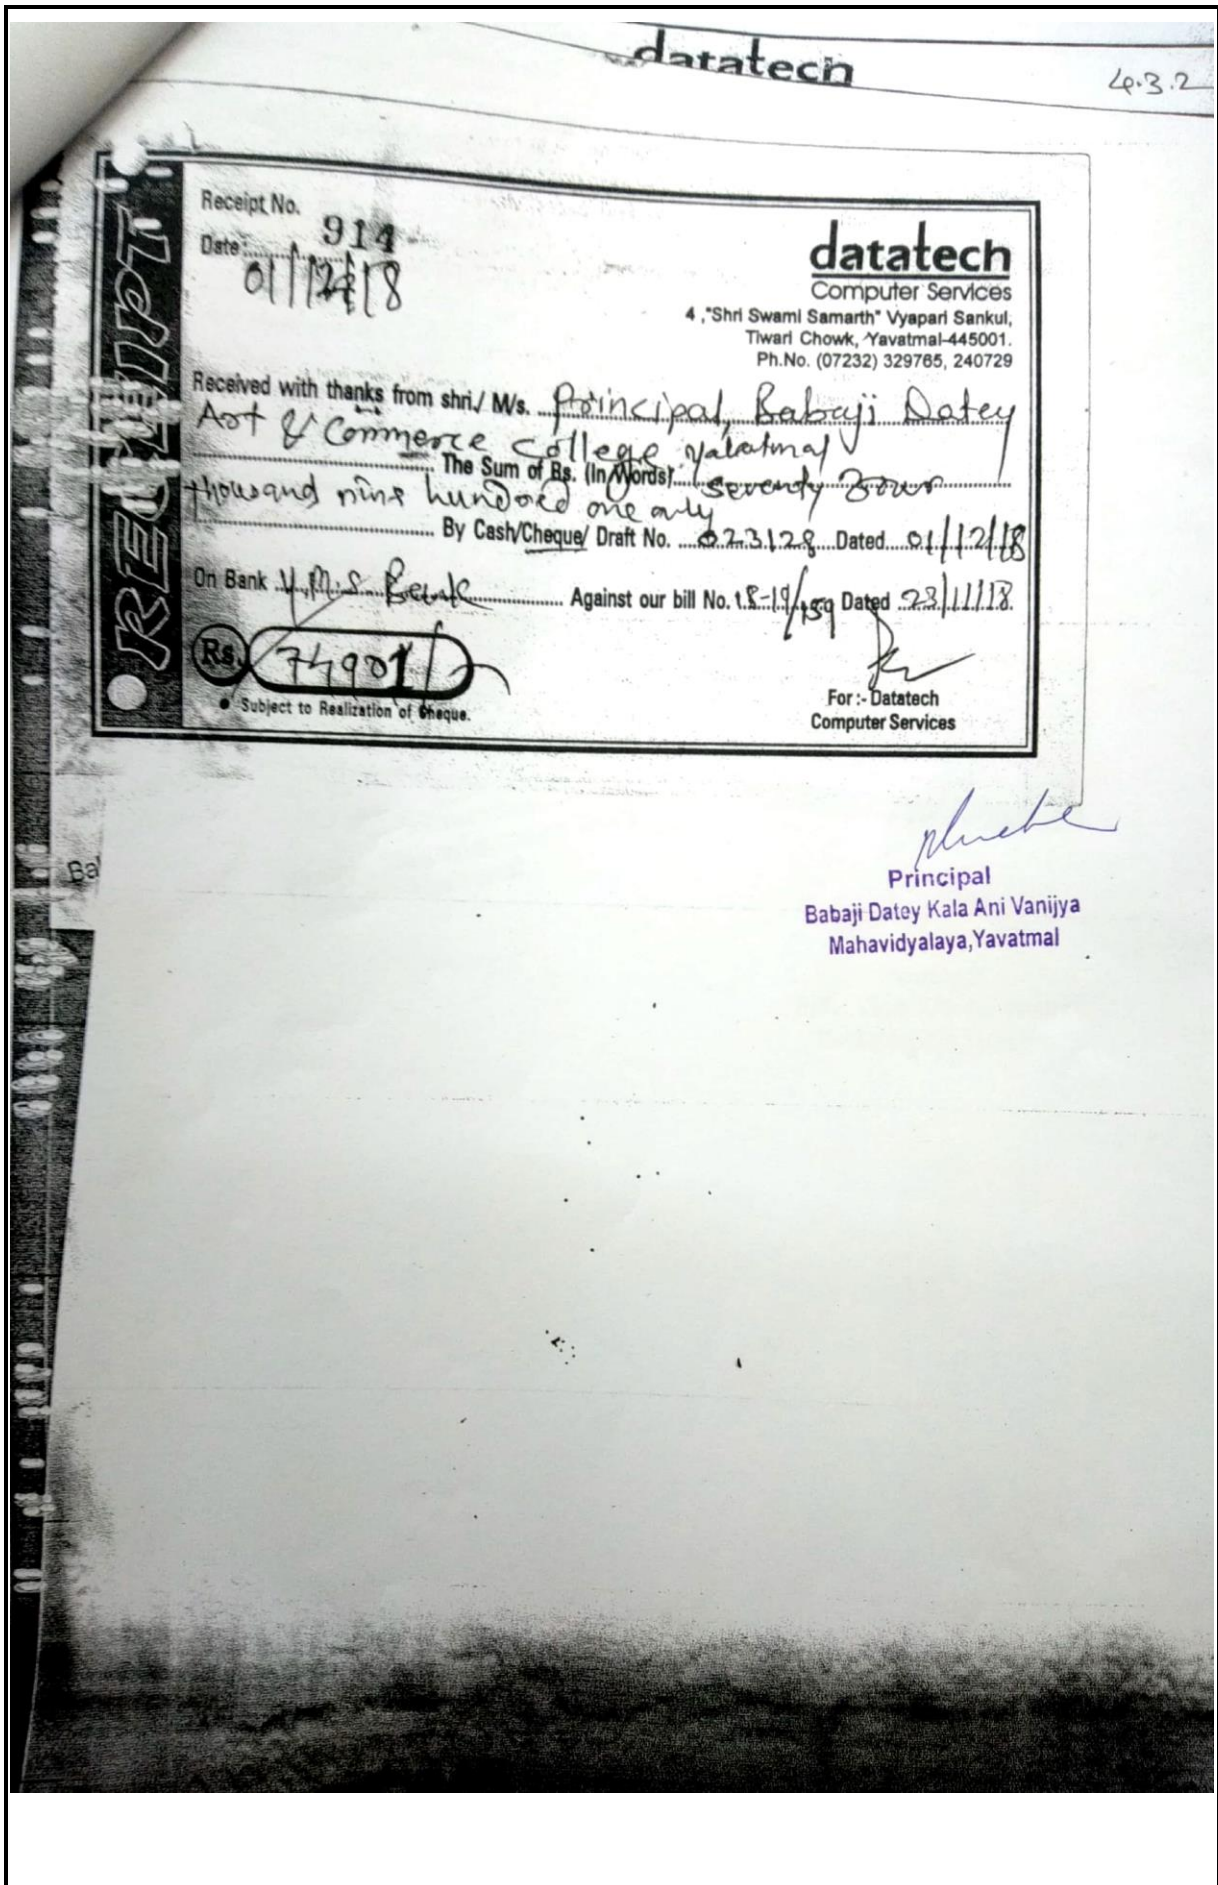 datatech
4.3.2
RECEIPT
Receipt No. 914
Date: 01/12/18
datatech
Computer Services
4 ,"Shri Swami Samarth" Vyapari Sankul,
Tiwari Chowk, Yavatmal-445001.
Ph.No. (07232) 329765, 240729
Received with thanks from shri./ M/s. Principal, Babaji Datey
Art & Commerce College Yavatmal
The Sum of Rs. (In Words) seventy four
thousand nine hundred one only
By Cash/Cheque/ Draft No. 023128 Dated 01/12/18
On Bank Y.M.S. Bank Against our bill No. 18-19/159 Dated 23/11/18
Rs. 74901/-
Subject to Realization of Cheque.
For :- Datatech
Computer Services
Bal
Principal
Babaji Datey Kala Ani Vanijya
Mahavidyalaya,Yavatmal